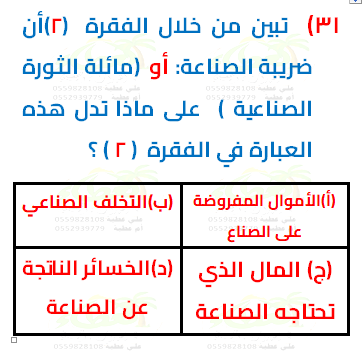 ٣١) تبين من خلال الفقرة (٢)أن
ضريبة الصناعة: أو (مائلة الثورة
الصناعية ) على ماذا تدل هذه
العبارة في الفقرة ( ٢ ) ؟
(أ)الأموال المفروضة
على الصناع
(ب)التخلف الصناعي
(ج) المال الذي
تحتاجه الصناعة
(د)الخسائر الناتجة
عن الصناعة